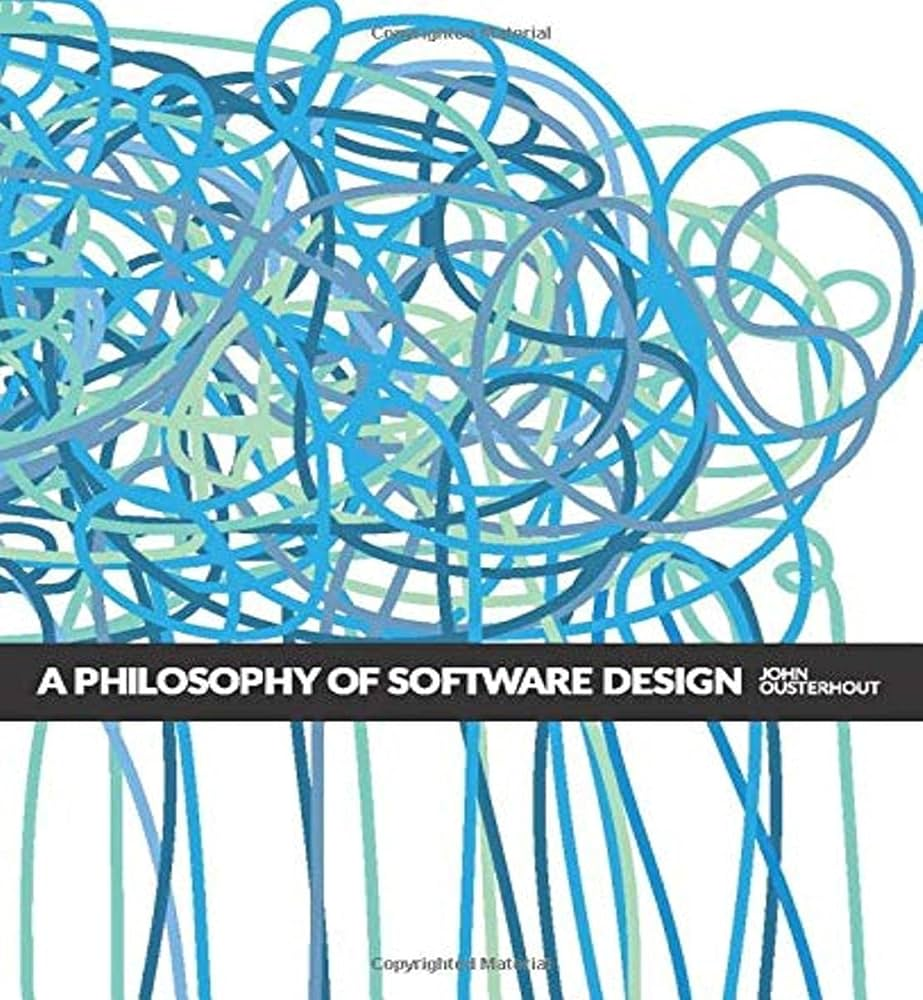 Copyrighted Material
A PHILOSOPHY OF SOFTWARE DESIGN
JOHN
OUSTERHOUT
Copyrighted Material